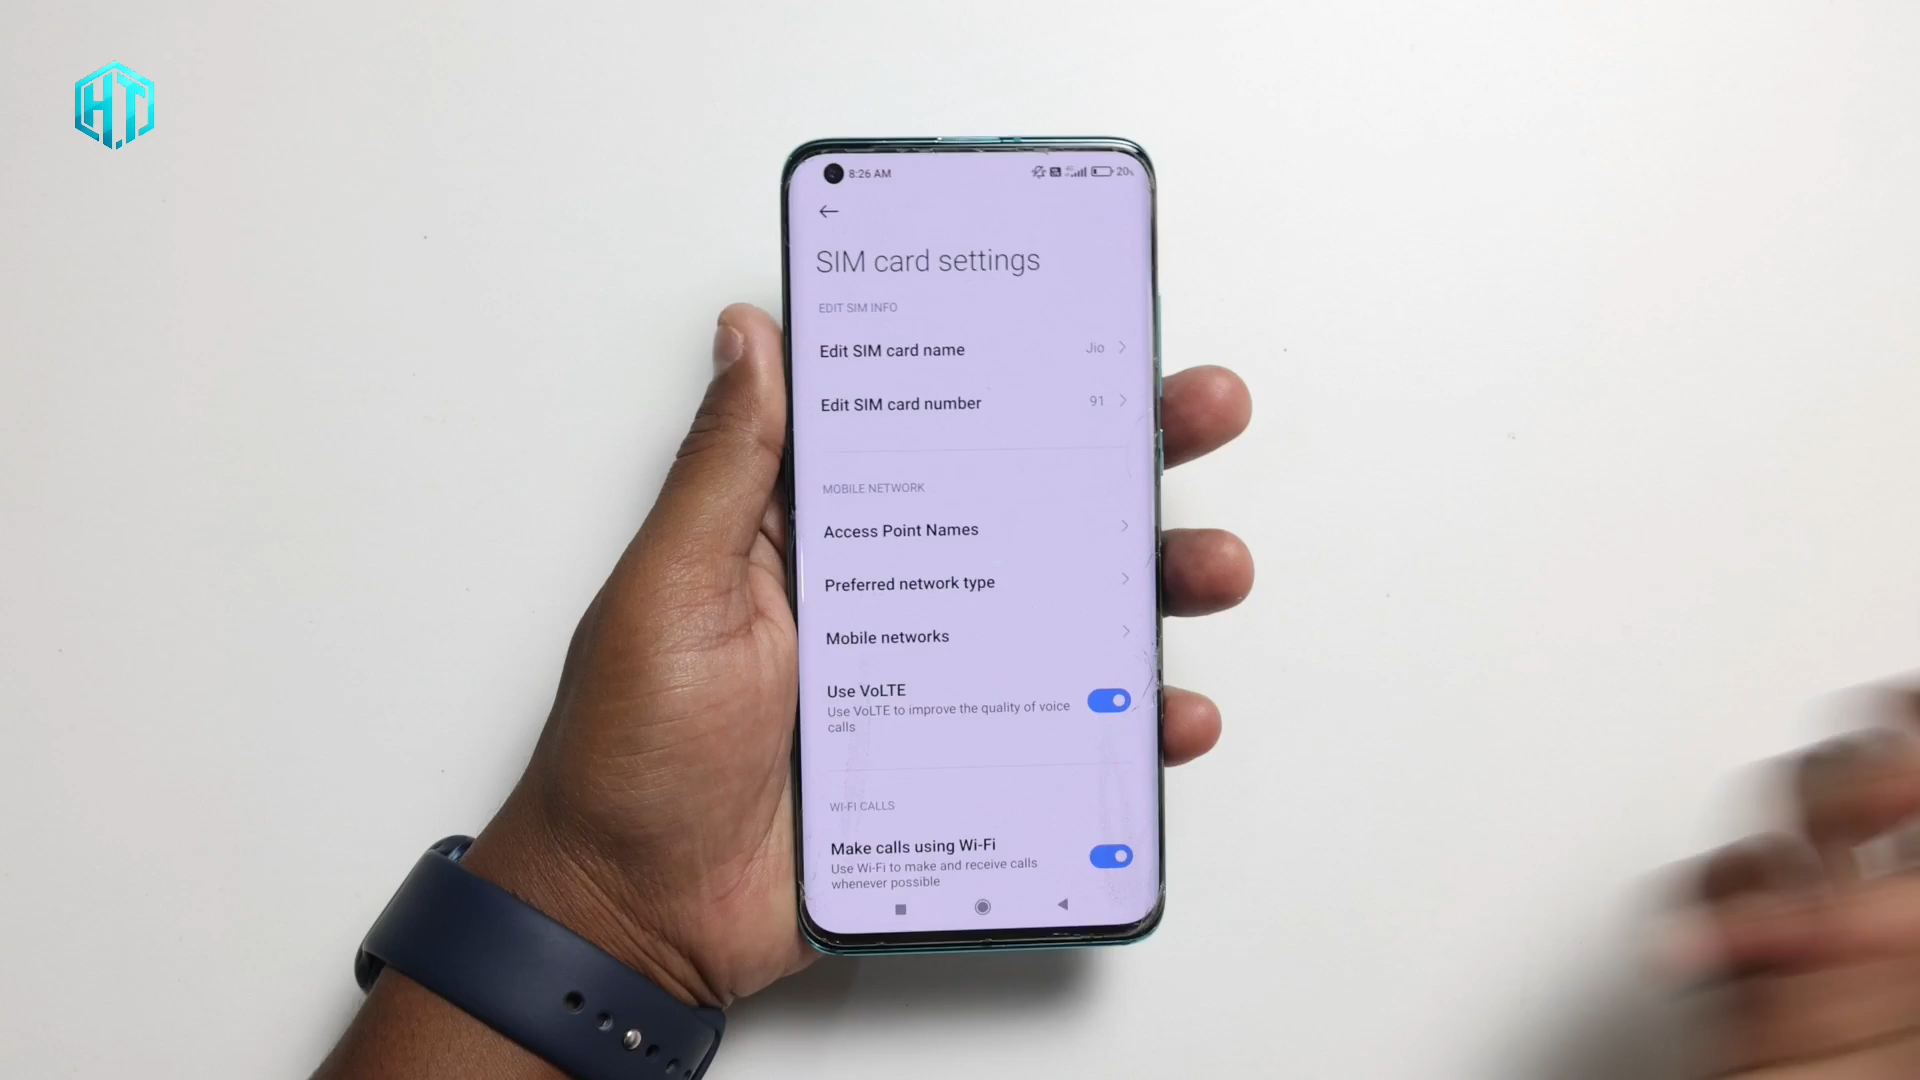 H.T.
8:26 AM
20%
SIM card settings
EDIT SIM INFO
Edit SIM card name Jio
Edit SIM card number 91
MOBILE NETWORK
Access Point Names
Preferred network type
Mobile networks
Use VoLTE
Use VoLTE to improve the quality of voice
calls
WI-FI CALLS
Make calls using Wi-Fi
Use Wi-Fi to make and receive calls
whenever possible